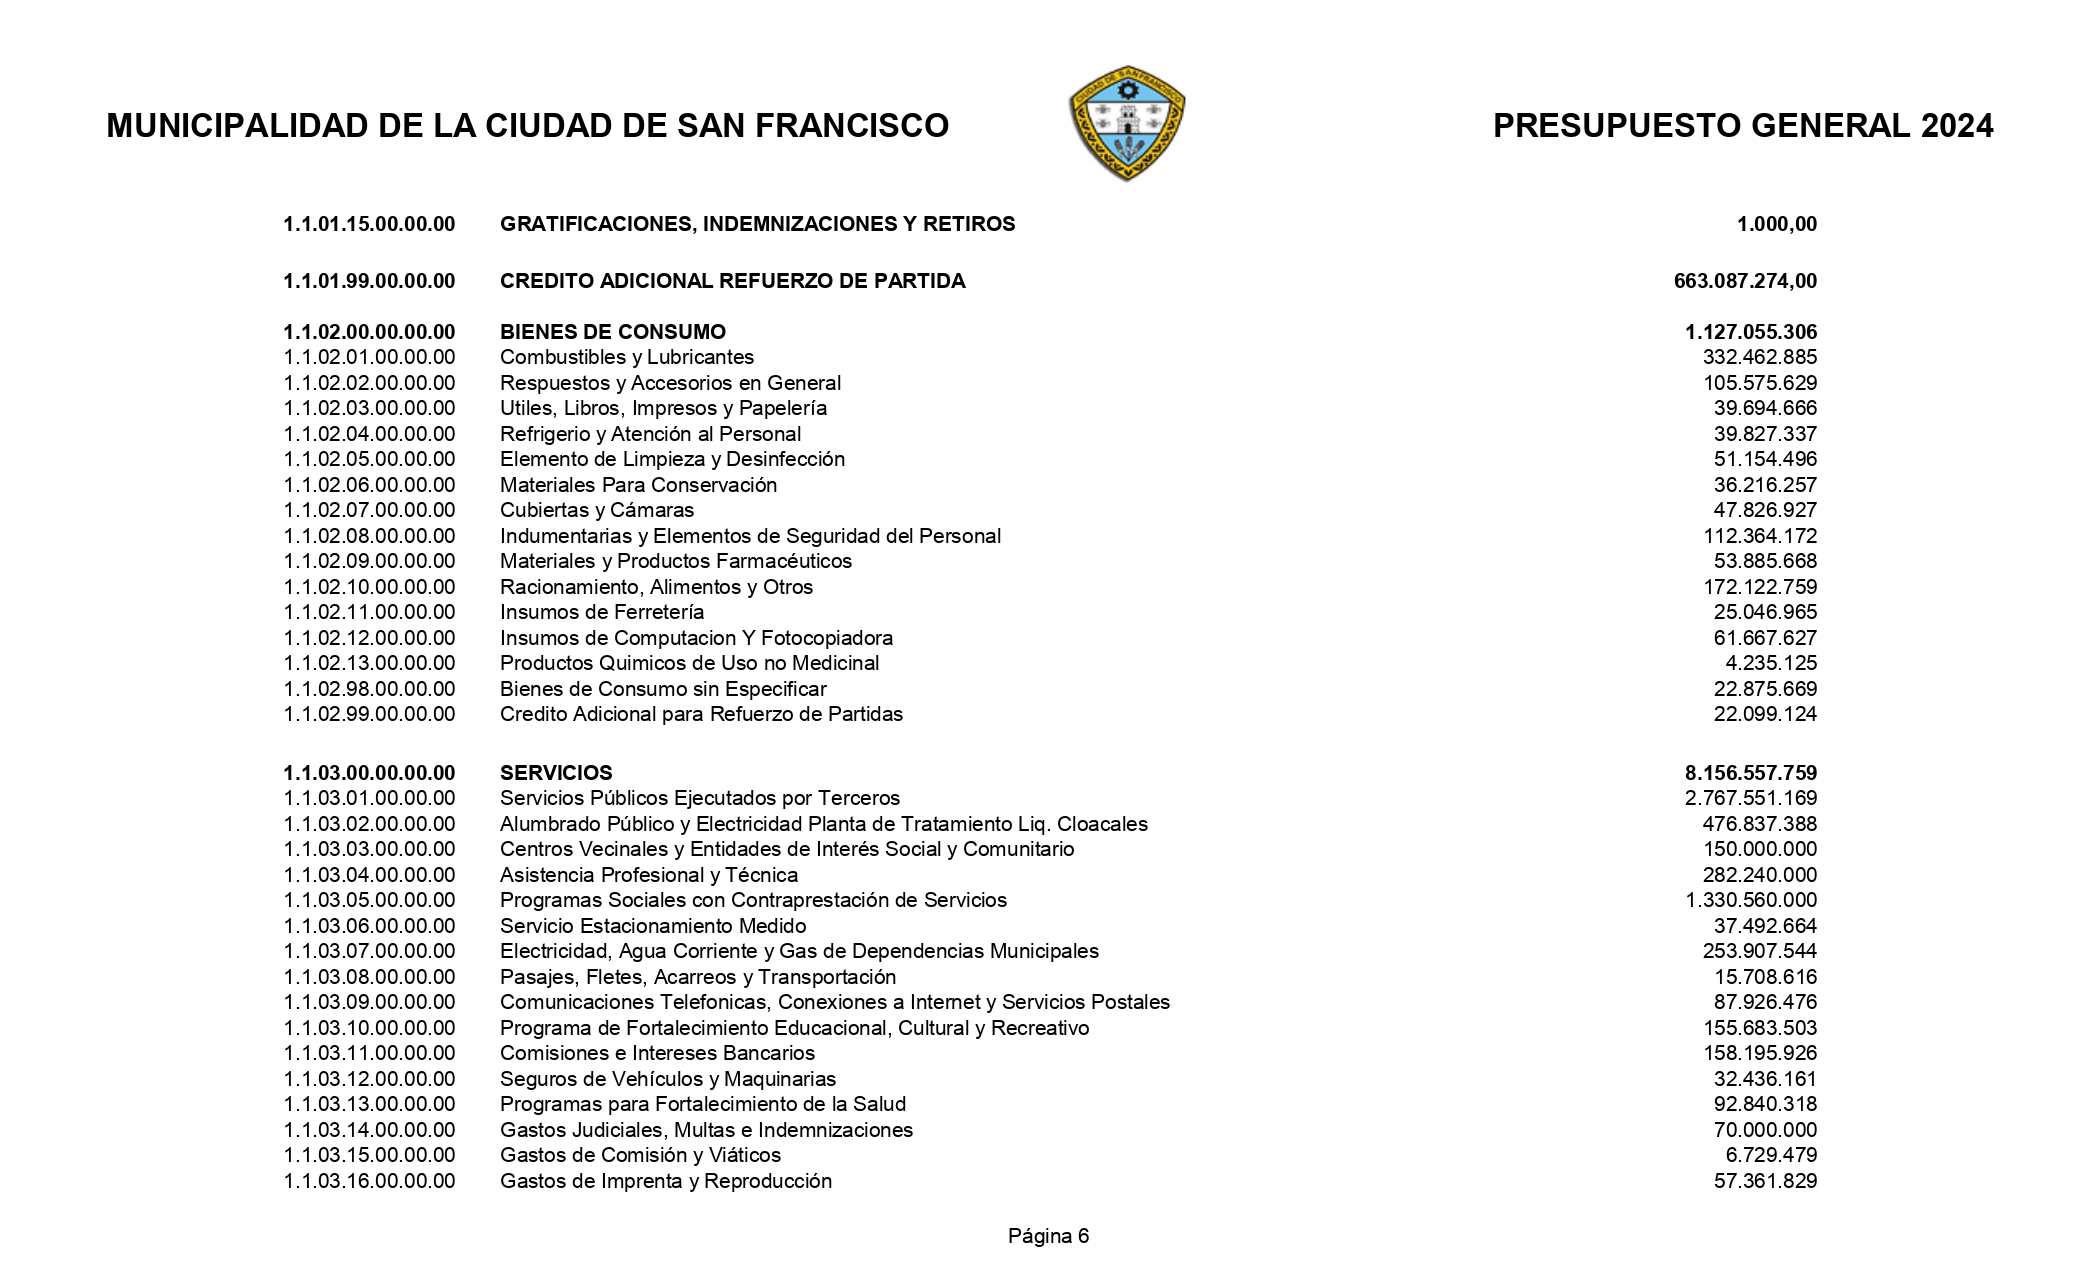 CIUDAD DE SAN FRANCISCO
MUNICIPALIDAD DE LA CIUDAD DE SAN FRANCISCO PRESUPUESTO GENERAL 2024
1.1.01.15.00.00.00 GRATIFICACIONES, INDEMNIZACIONES Y RETIROS 1.000,00
1.1.01.99.00.00.00 CREDITO ADICIONAL REFUERZO DE PARTIDA 663.087.274,00
1.1.02.00.00.00.00 BIENES DE CONSUMO 1.127.055.306
1.1.02.01.00.00.00 Combustibles y Lubricantes 332.462.885
1.1.02.02.00.00.00 Respuestos y Accesorios en General 105.575.629
1.1.02.03.00.00.00 Utiles, Libros, Impresos y Papelería 39.694.666
1.1.02.04.00.00.00 Refrigerio y Atención al Personal 39.827.337
1.1.02.05.00.00.00 Elemento de Limpieza y Desinfección 51.154.496
1.1.02.06.00.00.00 Materiales Para Conservación 36.216.257
1.1.02.07.00.00.00 Cubiertas y Cámaras 47.826.927
1.1.02.08.00.00.00 Indumentarias y Elementos de Seguridad del Personal 112.364.172
1.1.02.09.00.00.00 Materiales y Productos Farmacéuticos 53.885.668
1.1.02.10.00.00.00 Racionamiento, Alimentos y Otros 172.122.759
1.1.02.11.00.00.00 Insumos de Ferretería 25.046.965
1.1.02.12.00.00.00 Insumos de Computacion Y Fotocopiadora 61.667.627
1.1.02.13.00.00.00 Productos Quimicos de Uso no Medicinal 4.235.125
1.1.02.98.00.00.00 Bienes de Consumo sin Especificar 22.875.669
1.1.02.99.00.00.00 Credito Adicional para Refuerzo de Partidas 22.099.124
1.1.03.00.00.00.00 SERVICIOS 8.156.557.759
1.1.03.01.00.00.00 Servicios Públicos Ejecutados por Terceros 2.767.551.169
1.1.03.02.00.00.00 Alumbrado Público y Electricidad Planta de Tratamiento Liq. Cloacales 476.837.388
1.1.03.03.00.00.00 Centros Vecinales y Entidades de Interés Social y Comunitario 150.000.000
1.1.03.04.00.00.00 Asistencia Profesional y Técnica 282.240.000
1.1.03.05.00.00.00 Programas Sociales con Contraprestación de Servicios 1.330.560.000
1.1.03.06.00.00.00 Servicio Estacionamiento Medido 37.492.664
1.1.03.07.00.00.00 Electricidad, Agua Corriente y Gas de Dependencias Municipales 253.907.544
1.1.03.08.00.00.00 Pasajes, Fletes, Acarreos y Transportación 15.708.616
1.1.03.09.00.00.00 Comunicaciones Telefonicas, Conexiones a Internet y Servicios Postales 87.926.476
1.1.03.10.00.00.00 Programa de Fortalecimiento Educacional, Cultural y Recreativo 155.683.503
1.1.03.11.00.00.00 Comisiones e Intereses Bancarios 158.195.926
1.1.03.12.00.00.00 Seguros de Vehículos y Maquinarias 32.436.161
1.1.03.13.00.00.00 Programas para Fortalecimiento de la Salud 92.840.318
1.1.03.14.00.00.00 Gastos Judiciales, Multas e Indemnizaciones 70.000.000
1.1.03.15.00.00.00 Gastos de Comisión y Viáticos 6.729.479
1.1.03.16.00.00.00 Gastos de Imprenta y Reproducción 57.361.829
Página 6